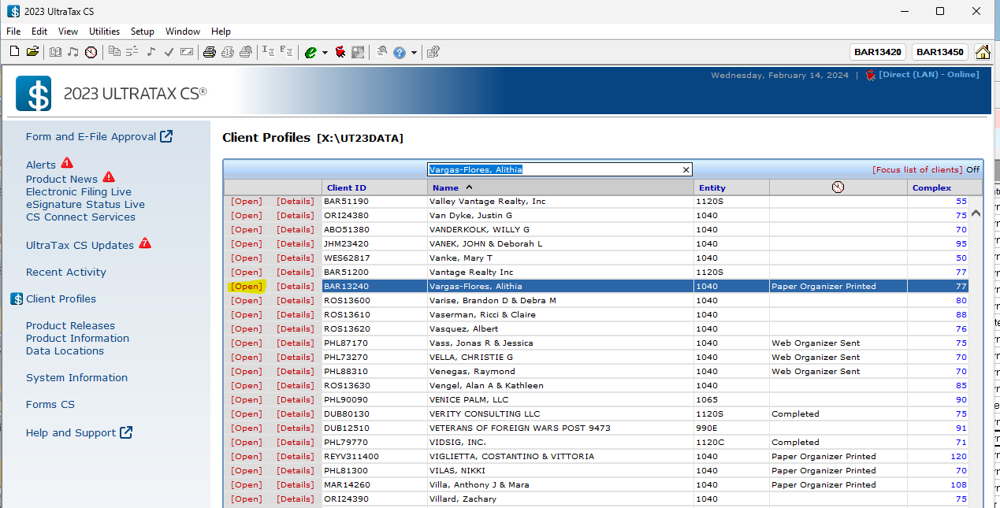 2023 UltraTax CS
File Edit View Utilities Setup Window Help
BAR13420 BAR13450
Wednesday, February 14, 2024 | [Direct (LAN) - Online]
2023 ULTRATAX CS®
Form and E-File Approval
Alerts 1
Product News !
Electronic Filing Live
eSignature Status Live
CS Connect Services
UltraTax CS Updates 7
Recent Activity
Client Profiles
Product Releases
Product Information
Data Locations
System Information
Forms CS
Help and Support
Client Profiles [X:\UT23DATA]
Vargas-Flores, Alithia [Focus list of clients] Off
Client ID Name Entity Complex
[Open] [Details] BAR51190 Valley Vantage Realty, Inc 1120S 55
[Open] [Details] ORI24380 Van Dyke, Justin G 1040 75
[Open] [Details] ABO51380 VANDERKOLK, WILLY G 1040 70
[Open] [Details] JHM23420 VANEK, JOHN & Deborah L 1040 95
[Open] [Details] WES62817 Vanke, Mary T 1040 50
[Open] [Details] BAR51200 Vantage Realty Inc 1120S 77
[Open] [Details] BAR13240 Vargas-Flores, Alithia 1040 Paper Organizer Printed 77
[Open] [Details] ROS13600 Varise, Brandon D & Debra M 1040 80
[Open] [Details] ROS13610 Vaserman, Ricci & Claire 1040 88
[Open] [Details] ROS13620 Vasquez, Albert 1040 76
[Open] [Details] PHL87170 Vass, Jonas R & Jessica 1040 Web Organizer Sent 75
[Open] [Details] PHL73270 VELLA, CHRISTIE G 1040 Web Organizer Sent 70
[Open] [Details] PHL88310 Venegas, Raymond 1040 Web Organizer Sent 70
[Open] [Details] ROS13630 Vengel, Alan A & Kathleen 1040 85
[Open] [Details] PHL90090 VENICE PALM, LLC 1065 90
[Open] [Details] DUB80130 VERITY CONSULTING LLC 1120S Completed 75
[Open] [Details] DUB12510 VETERANS OF FOREIGN WARS POST 9473 990E 91
[Open] [Details] PHL79770 VIDSIG, INC. 1120C Completed 71
[Open] [Details] REYV311400 VIGLIETTA, COSTANTINO & VITTORIA 1040 Paper Organizer Printed 120
[Open] [Details] PHL81300 VILAS, NIKKI 1040 Paper Organizer Printed 70
[Open] [Details] MAR14260 Villa, Anthony J & Mara 1040 Paper Organizer Printed 108
[Open] [Details] ORI24390 Villard, Zachary 1040 75